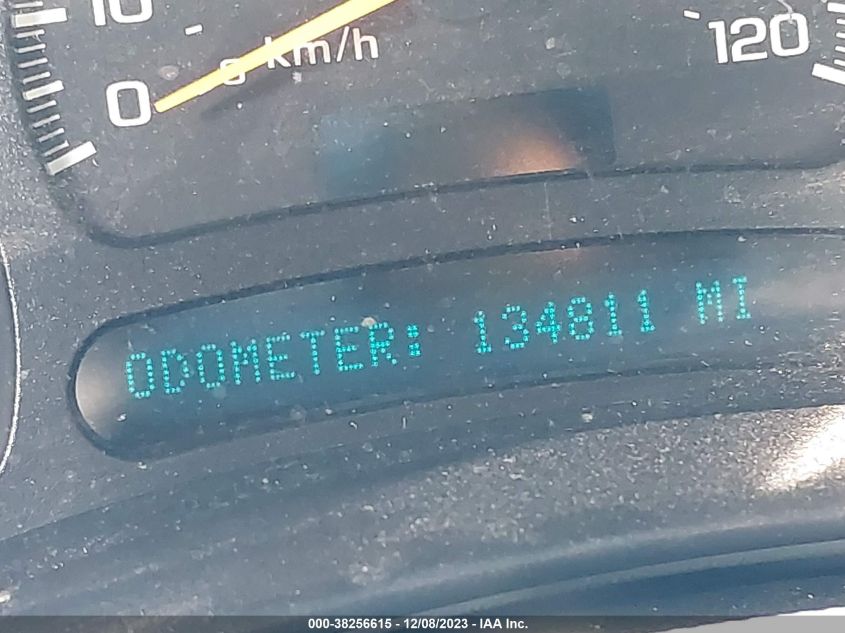 10
km/h
0
120
ODOMETER: 134811 MI
000-38256615 - 12/08/2023 - IAA Inc.